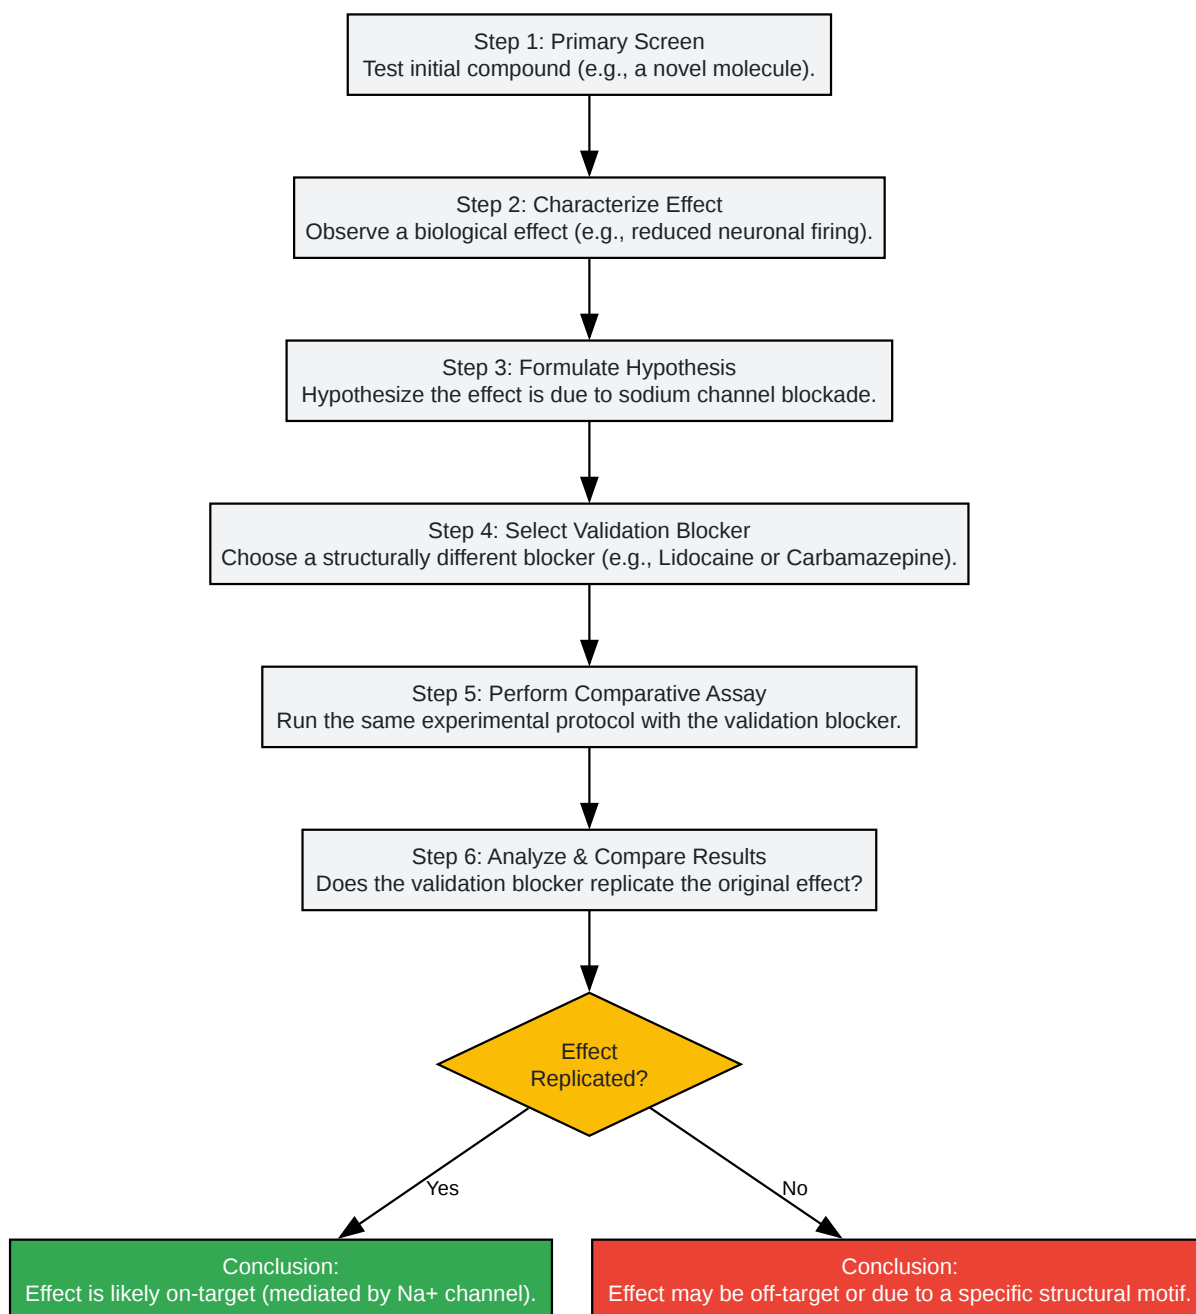 Step 1: Primary Screen
Test initial compound (e.g., a novel molecule).
Step 2: Characterize Effect
Observe a biological effect (e.g., reduced neuronal firing).
Step 3: Formulate Hypothesis
Hypothesize the effect is due to sodium channel blockade.
Step 4: Select Validation Blocker
Choose a structurally different blocker (e.g., Lidocaine or Carbamazepine).
Step 5: Perform Comparative Assay
Run the same experimental protocol with the validation blocker.
Step 6: Analyze & Compare Results
Does the validation blocker replicate the original effect?
Effect
Replicated?
Yes
No
Conclusion:
Effect is likely on-target (mediated by Na+ channel).
Conclusion:
Effect may be off-target or due to a specific structural motif.